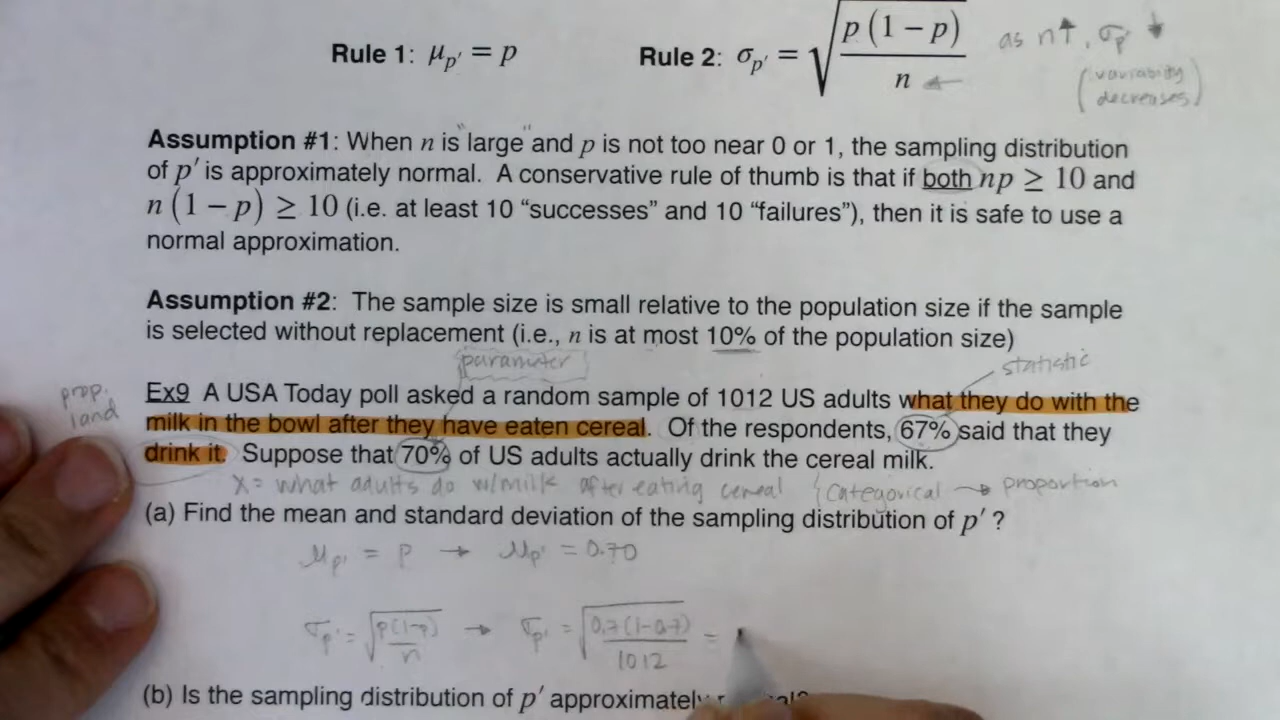 Rule 1: μp′ = p Rule 2: σp′ = √(p(1 − p)/n) as n↑, σp′ ↓
(variability
decreases)
Assumption #1: When n is "large" and p is not too near 0 or 1, the sampling distribution
of p′ is approximately normal. A conservative rule of thumb is that if both np ≥ 10 and
n(1 − p) ≥ 10 (i.e. at least 10 “successes” and 10 “failures”), then it is safe to use a
normal approximation.
Assumption #2: The sample size is small relative to the population size if the sample
is selected without replacement (i.e., n is at most 10% of the population size)
parameter statistic
prop.
land
Ex9 A USA Today poll asked a random sample of 1012 US adults what they do with the
milk in the bowl after they have eaten cereal. Of the respondents, 67% said that they
drink it. Suppose that 70% of US adults actually drink the cereal milk.
X = what adults do w/milk after eating cereal (categorical → proportion
(a) Find the mean and standard deviation of the sampling distribution of p′ ?
μp′ = p → μp′ = 0.70
σp′ = √(p(1-p)/n) → σp′ = √(0.7(1-0.7)/1012) =
(b) Is the sampling distribution of p′ approximately